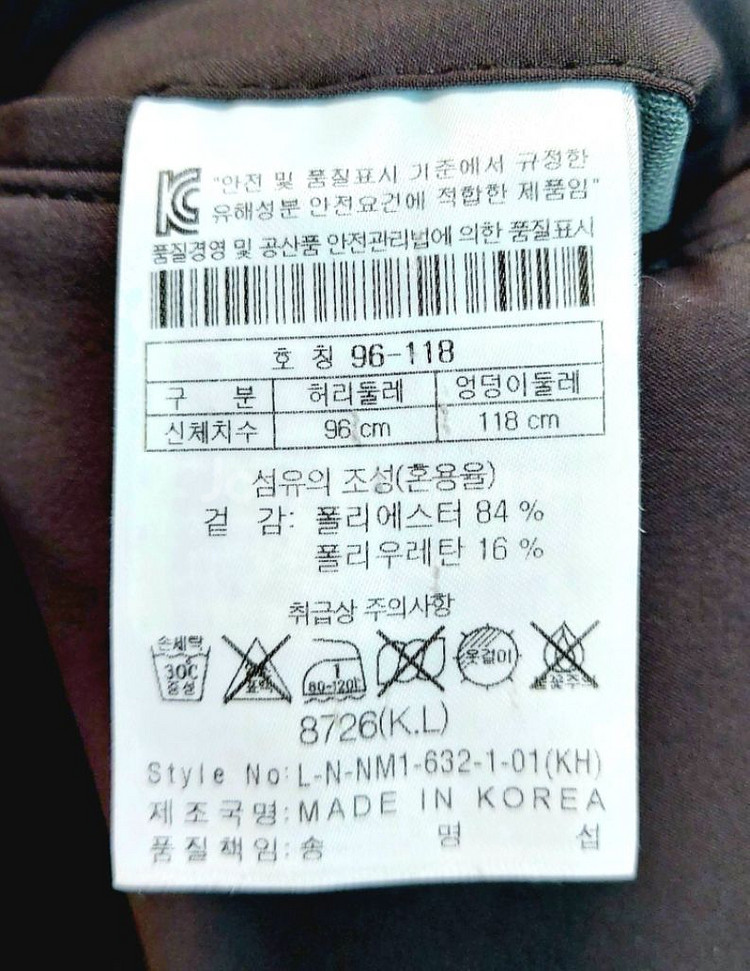 KC "안전 및 품질표시 기준에서 규정한
유해성분 안전요건에 적합한 제품임"
품질경영 및 공산품 안전관리법에 의한 품질표시
호 칭 96-118
구 분 허리둘레 엉덩이둘레
신체치수 96 cm 118 cm
섬유의 조성(혼용율)
겉 감: 폴리에스터 84 %
폴리우레탄 16 %
취급상 주의사항
손세탁 30℃ 중성 1 80-120 옷걸이
8726(K.L)
Style No:L-N-NM1-632-1-01(KH)
제조국명:MADE IN KOREA
품질책임:송 명 섭